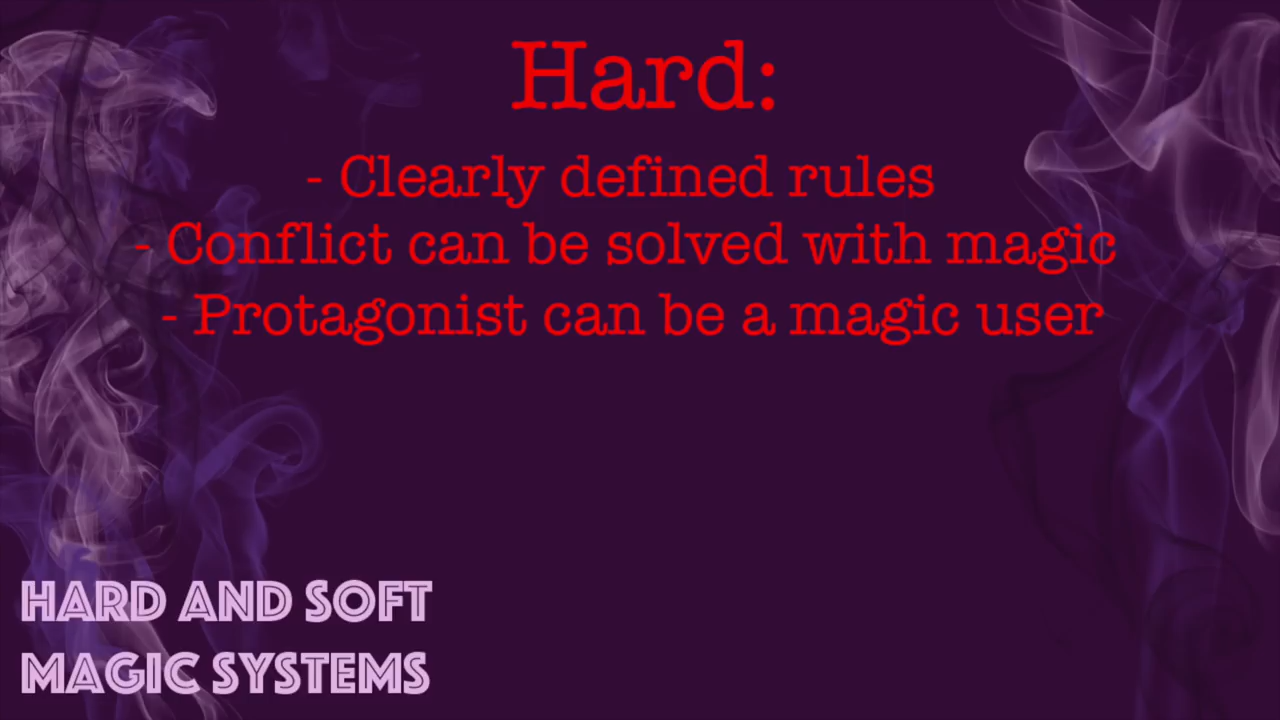 Hard:
- Clearly defined rules
- Conflict can be solved with magic
- Protagonist can be a magic user
HARD AND SOFT
MAGIC SYSTEMS